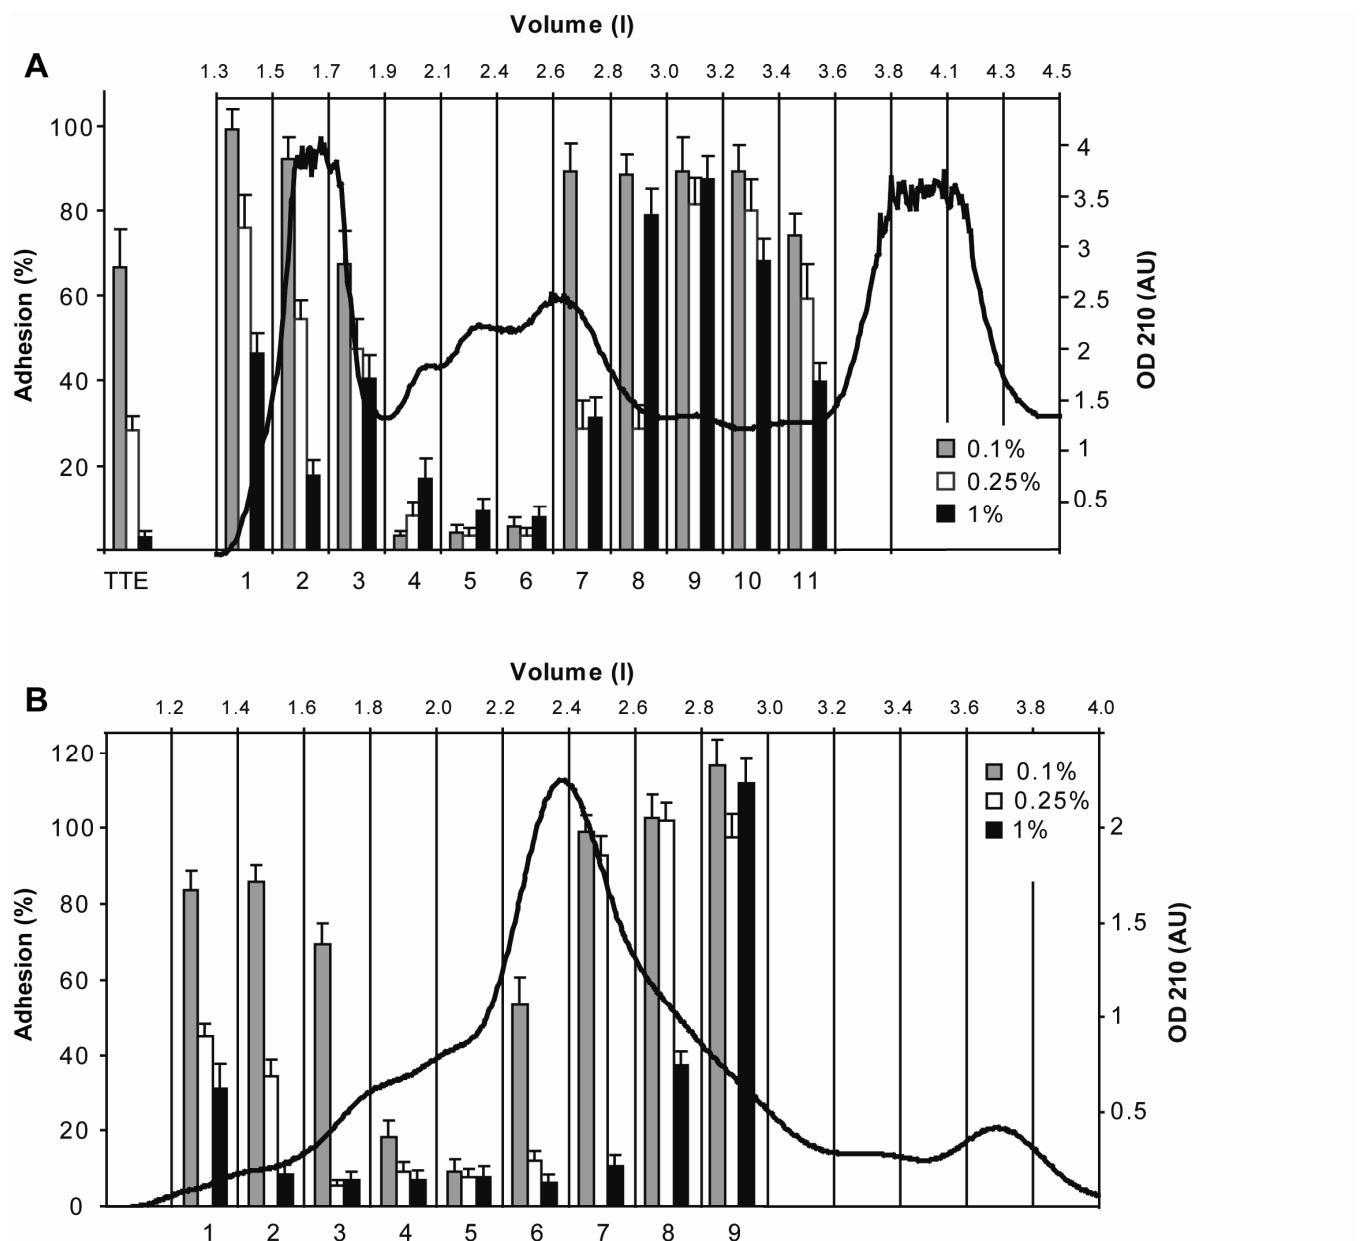 Volume (l)
A
1.3 1.5 1.7 1.9 2.1 2.4 2.6 2.8 3.0 3.2 3.4 3.6 3.8 4.1 4.3 4.5
100
80
60
40
20
Adhesion (%)
4
3.5
3
2.5
2
1.5
1
0.5
OD 210 (AU)
0.1%
0.25%
1%
TTE 1 2 3 4 5 6 7 8 9 10 11
Volume (l)
B
1.2 1.4 1.6 1.8 2.0 2.2 2.4 2.6 2.8 3.0 3.2 3.4 3.6 3.8 4.0
120
100
80
60
40
20
0
Adhesion (%)
0.1%
0.25%
1%
2
1.5
1
0.5
OD 210 (AU)
1 2 3 4 5 6 7 8 9